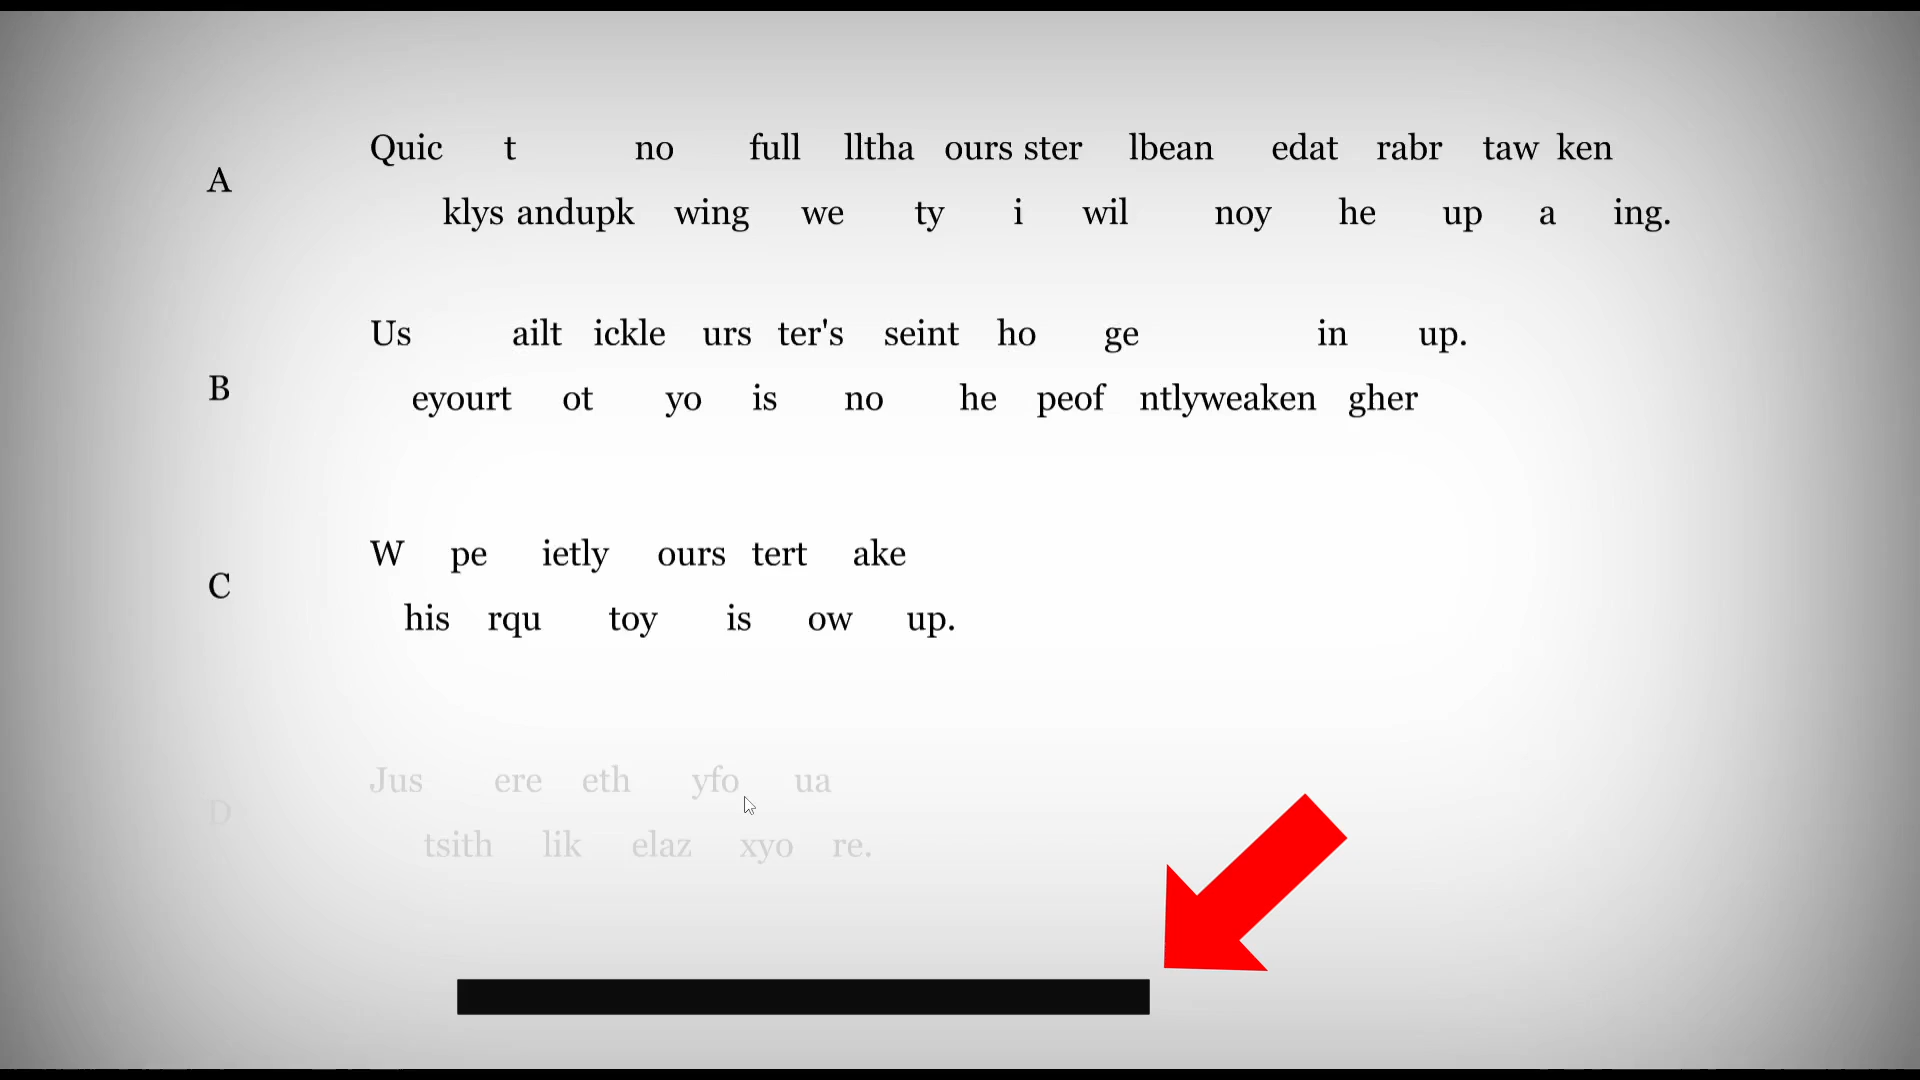 A
Quic t no full lltha ours ster lbean edat rabr taw ken
klys andupk wing we ty i wil noy he up a ing.
B
Us ailt ickle urs ter's seint ho ge in up.
eyourt ot yo is no he peof ntlyweaken gher
C
W pe ietly ours tert ake
his rqu toy is ow up.
D
Jus ere eth yfo ua
tsith lik elaz xyo re.